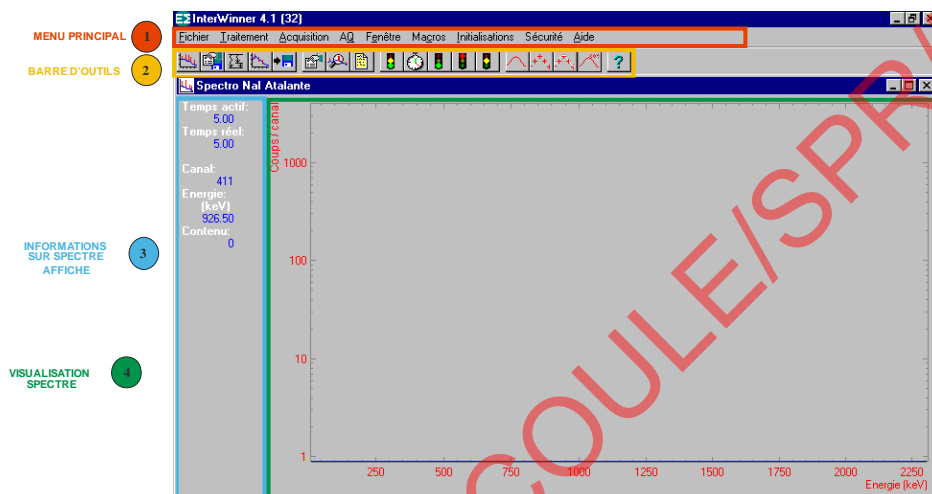 InterWinner 4.1 (32)
MENU PRINCIPAL
1
Fichier Traitement Acquisition AQ Fenêtre Macros Initialisations Sécurité Aide
BARRE D'OUTILS
2
?
Spectro NaI Atalante
INFORMATIONS
SUR SPECTRE
AFFICHE
3
Temps actif:
5.00
Temps réel:
5.00
Canal:
411
Energie:
(keV)
926.50
Contenu:
0
VISUALISATION
SPECTRE
4
Coups / canal
1000
100
10
1
250 500 750 1000 1250 1500 1750 2000 2250
Energie (keV)
COULE/SPR